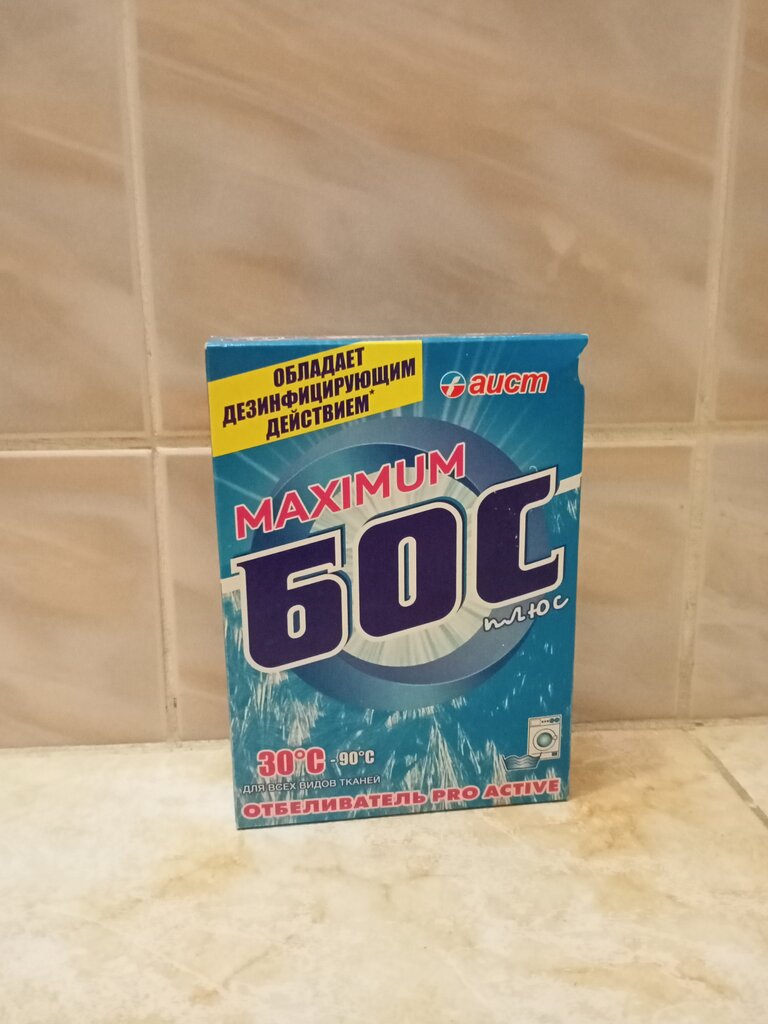 ОБЛАДАЕТ
ДЕЗИНФИЦИРУЮЩИМ
ДЕЙСТВИЕМ*
аист
MAXIMUM
БОС
плюс
30°C - 90°C
ДЛЯ ВСЕХ ВИДОВ ТКАНЕЙ
ОТБЕЛИВАТЕЛЬ PRO ACTIVE